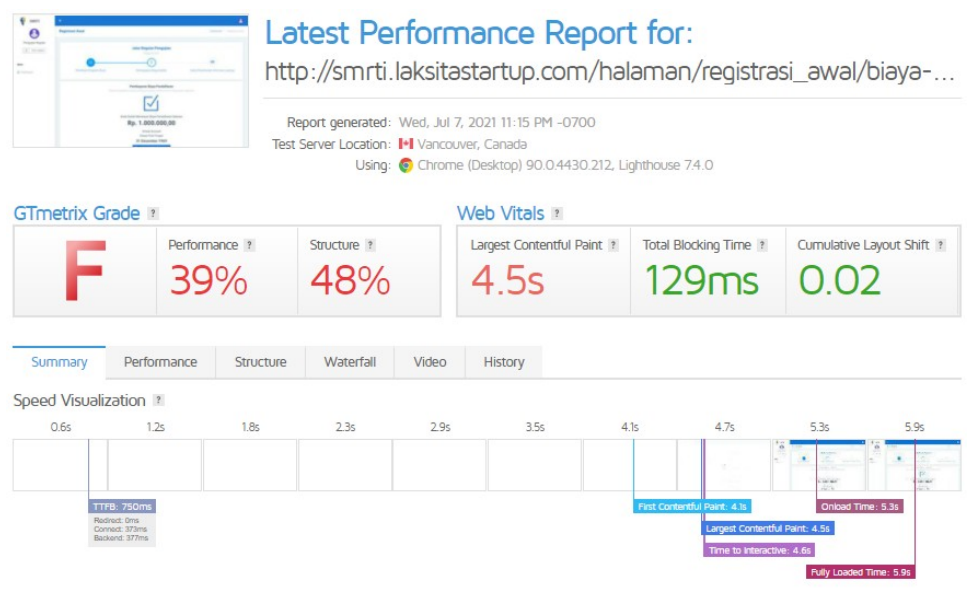 Latest Performance Report for:
http://smrti.laksitastartup.com/halaman/registrasi_awal/biaya-...
Report generated: Wed, Jul 7, 2021 11:15 PM -0700
Test Server Location: Vancouver, Canada
Using: Chrome (Desktop) 90.0.4430.212, Lighthouse 7.4.0
Rp. 1.000.000,00
GTmetrix Grade ?
Web Vitals ?
F
Performance ?
39%
Structure ?
48%
Largest Contentful Paint ?
4.5s
Total Blocking Time ?
129ms
Cumulative Layout Shift ?
0.02
Summary Performance Structure Waterfall Video History
Speed Visualization ?
0.6s 1.2s 1.8s 2.3s 2.9s 3.5s 4.1s 4.7s 5.3s 5.9s
TTFB: 750ms
Redirect: 0ms
Connect: 373ms
Backend: 377ms
First Contentful Paint: 4.1s
Onload Time: 5.3s
Largest Contentful Paint: 4.5s
Time to Interactive: 4.6s
Fully Loaded Time: 5.9s